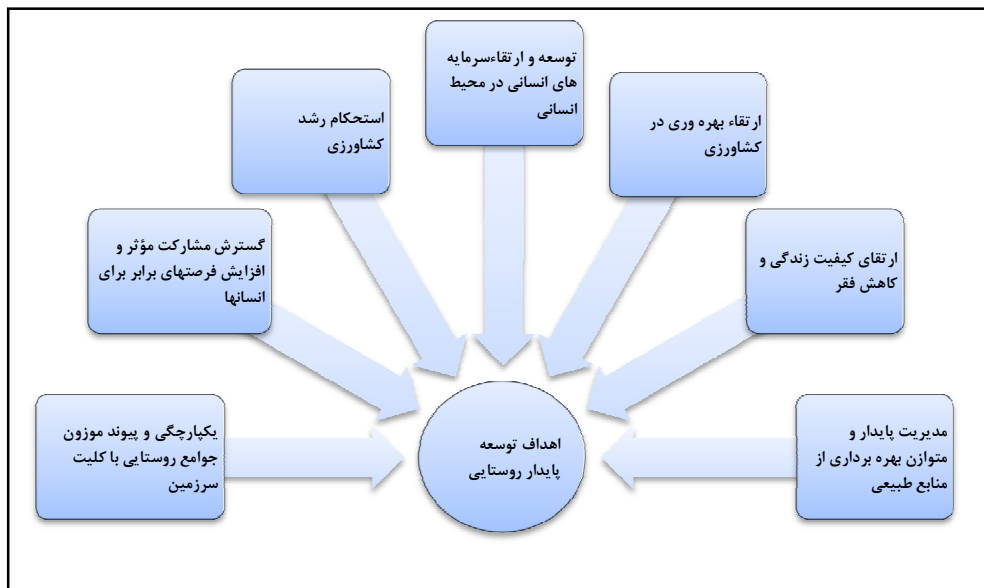 توسعه و ارتقاءسرمایه
های انسانی در محیط
انسانی
ارتقاء بهره وری در
کشاورزی
استحکام رشد
کشاورزی
ارتقای کیفیت زندگی و
کاهش فقر
گسترش مشارکت مؤثر و
افزایش فرصتهای برابر برای
انسانها
مدیریت پایدار و
متوازن بهره برداری از
منابع طبیعی
اهداف توسعه
پایدار روستایی
یکپارچگی و پیوند موزون
جوامع روستایی با کلیت
سرزمین